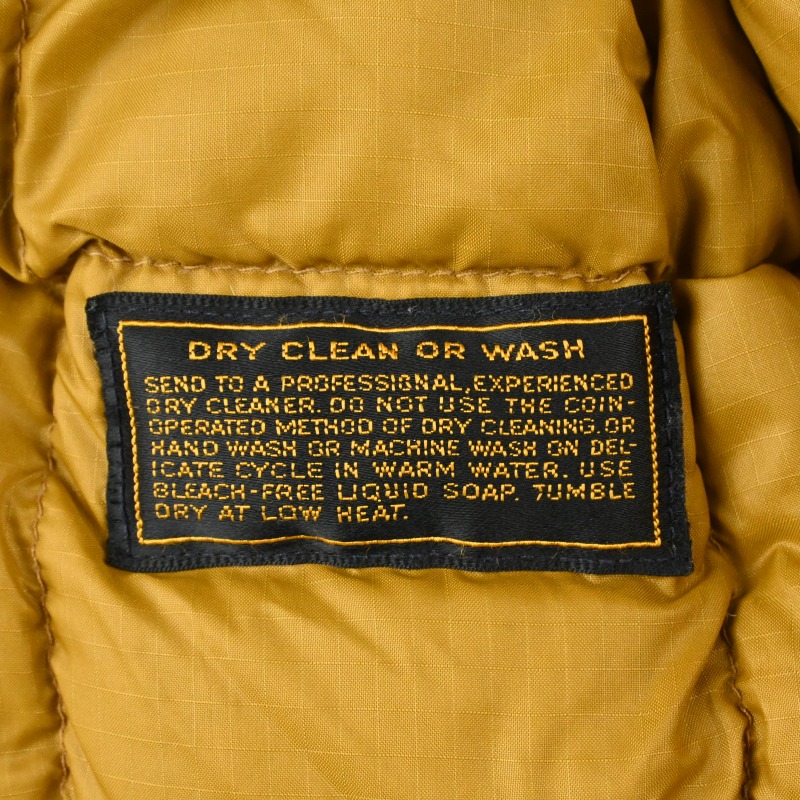 DRY CLEAN OR WASH
SEND TO A PROFESSIONAL, EXPERIENCED
DRY CLEANER. DO NOT USE THE COIN-
OPERATED METHOD OF DRY CLEANING. OR
HAND WASH OR MACHINE WASH ON DEL-
ICATE CYCLE IN WARM WATER. USE
BLEACH-FREE LIQUID SOAP. TUMBLE
DRY AT LOW HEAT.